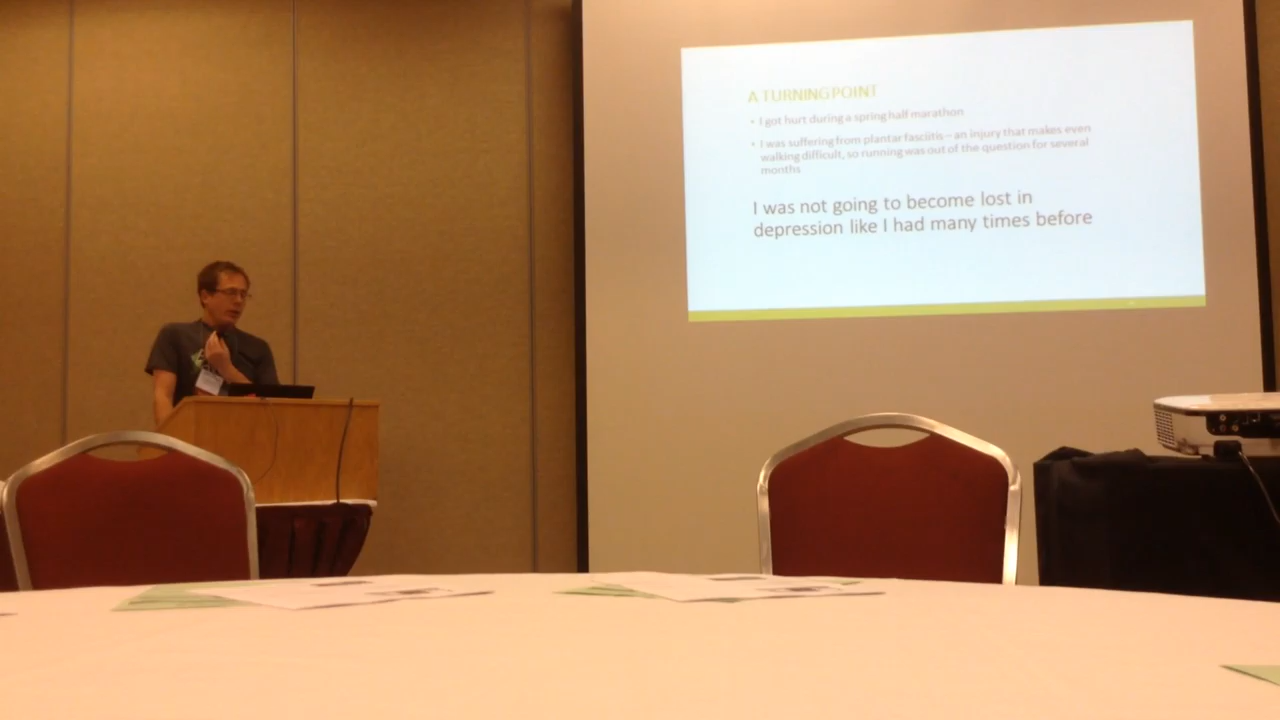 A TURNING POINT
• I got hurt during a spring half marathon
• I was suffering from plantar fasciitis – an injury that makes even
walking difficult, so running was out of the question for several
months
I was not going to become lost in
depression like I had many times before